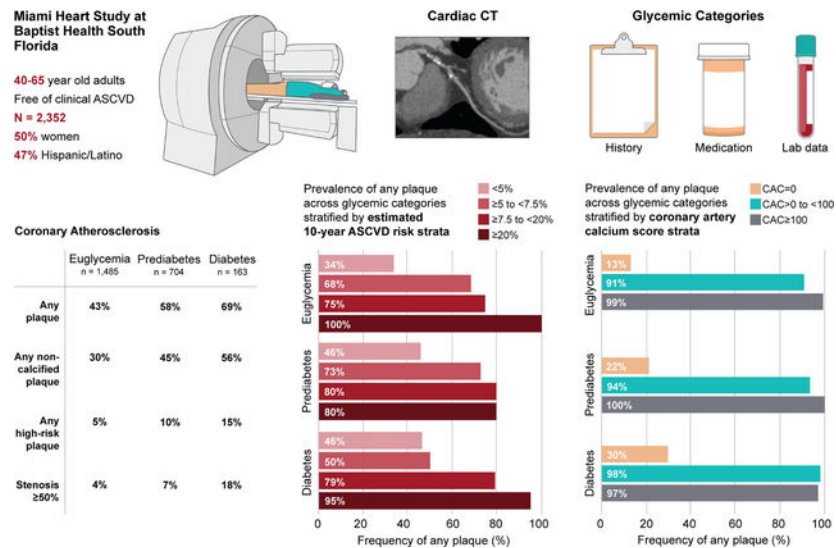 Miami Heart Study at
Baptist Health South
Florida
40-65 year old adults
Free of clinical ASCVD
N = 2,352
50% women
47% Hispanic/Latino
Cardiac CT
Glycemic Categories
History
Medication
Lab data
Coronary Atherosclerosis
Euglycemia Prediabetes Diabetes
n = 1,485 n = 704 n = 163
Any
plaque
43% 58% 69%
Any non-
calcified
plaque
30% 45% 56%
Any
high-risk
plaque
5% 10% 15%
Stenosis
≥50%
4% 7% 18%
Prevalence of any plaque
across glycemic categories
stratified by estimated
10-year ASCVD risk strata
<5%
≥5 to <7.5%
≥7.5 to <20%
≥20%
Euglycemia
34%
68%
75%
100%
Prediabetes
46%
73%
80%
80%
Diabetes
46%
50%
79%
95%
0 20 40 60 80 100
Frequency of any plaque (%)
Prevalence of any plaque
across glycemic categories
stratified by coronary artery
calcium score strata
CAC=0
CAC>0 to <100
CAC≥100
Euglycemia
13%
91%
99%
Prediabetes
22%
94%
100%
Diabetes
30%
98%
97%
0 20 40 60 80 100
Frequency of any plaque (%)